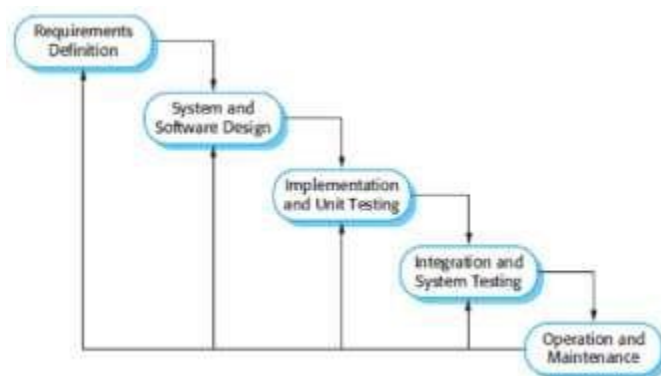 Requirements
Definition
System and
Software Design
Implementation
and Unit Testing
Integration and
System Testing
Operation and
Maintenance